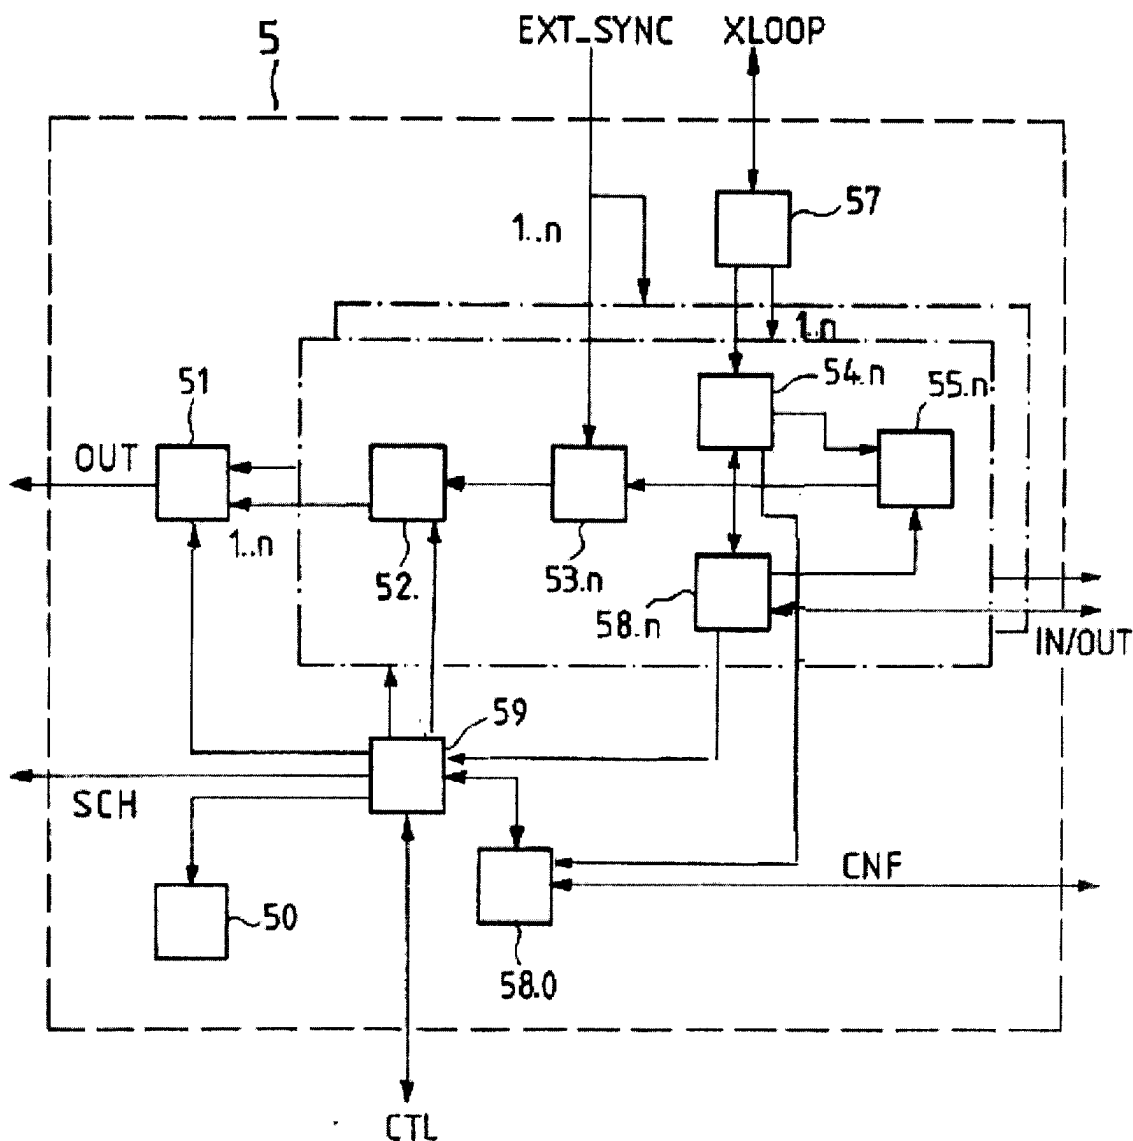 5
EXT_SYNC
XLOOP
57
1..n
1..n
54.n
55.n
51
OUT
1..n
52.
53.n
58.n
IN/OUT
59
SCH
CNF
50
58.0
CTL